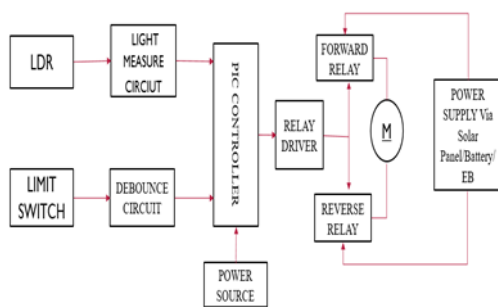 LDR
LIGHT
MEASURE
CIRCIUT
PIC CONTROLLER
FORWARD
RELAY
RELAY
DRIVER
M
POWER
SUPPLY Via
Solar
Panel/Battery/
EB
LIMIT
SWITCH
DEBOUNCE
CIRCUIT
REVERSE
RELAY
POWER
SOURCE